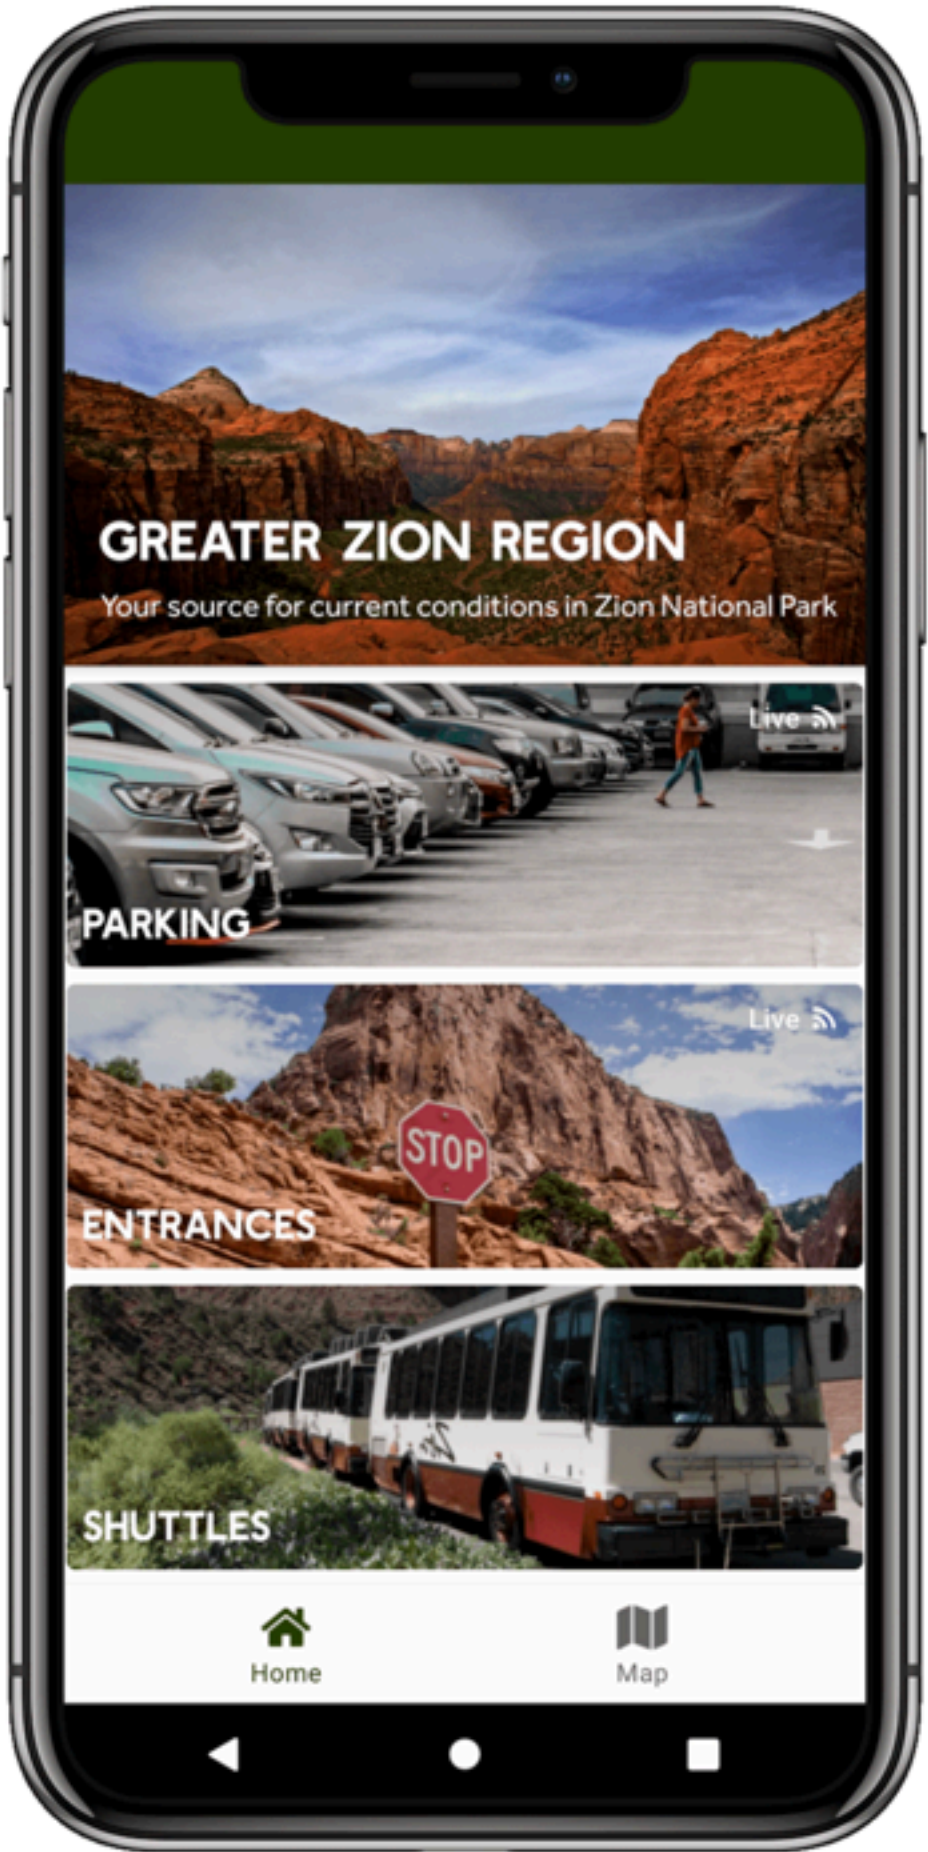 GREATER ZION REGION
Your source for current conditions in Zion National Park
Live
PARKING
Live
STOP
ENTRANCES
SHUTTLES
Home
Map